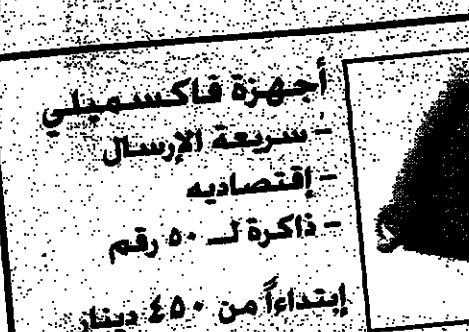 أجهزة فاكسميلي
- سريعة الإرسال
- إقتصاديه
- ذاكرة لـ ٥٠ رقم
إبتداءاً من ٤٥٠ دينار